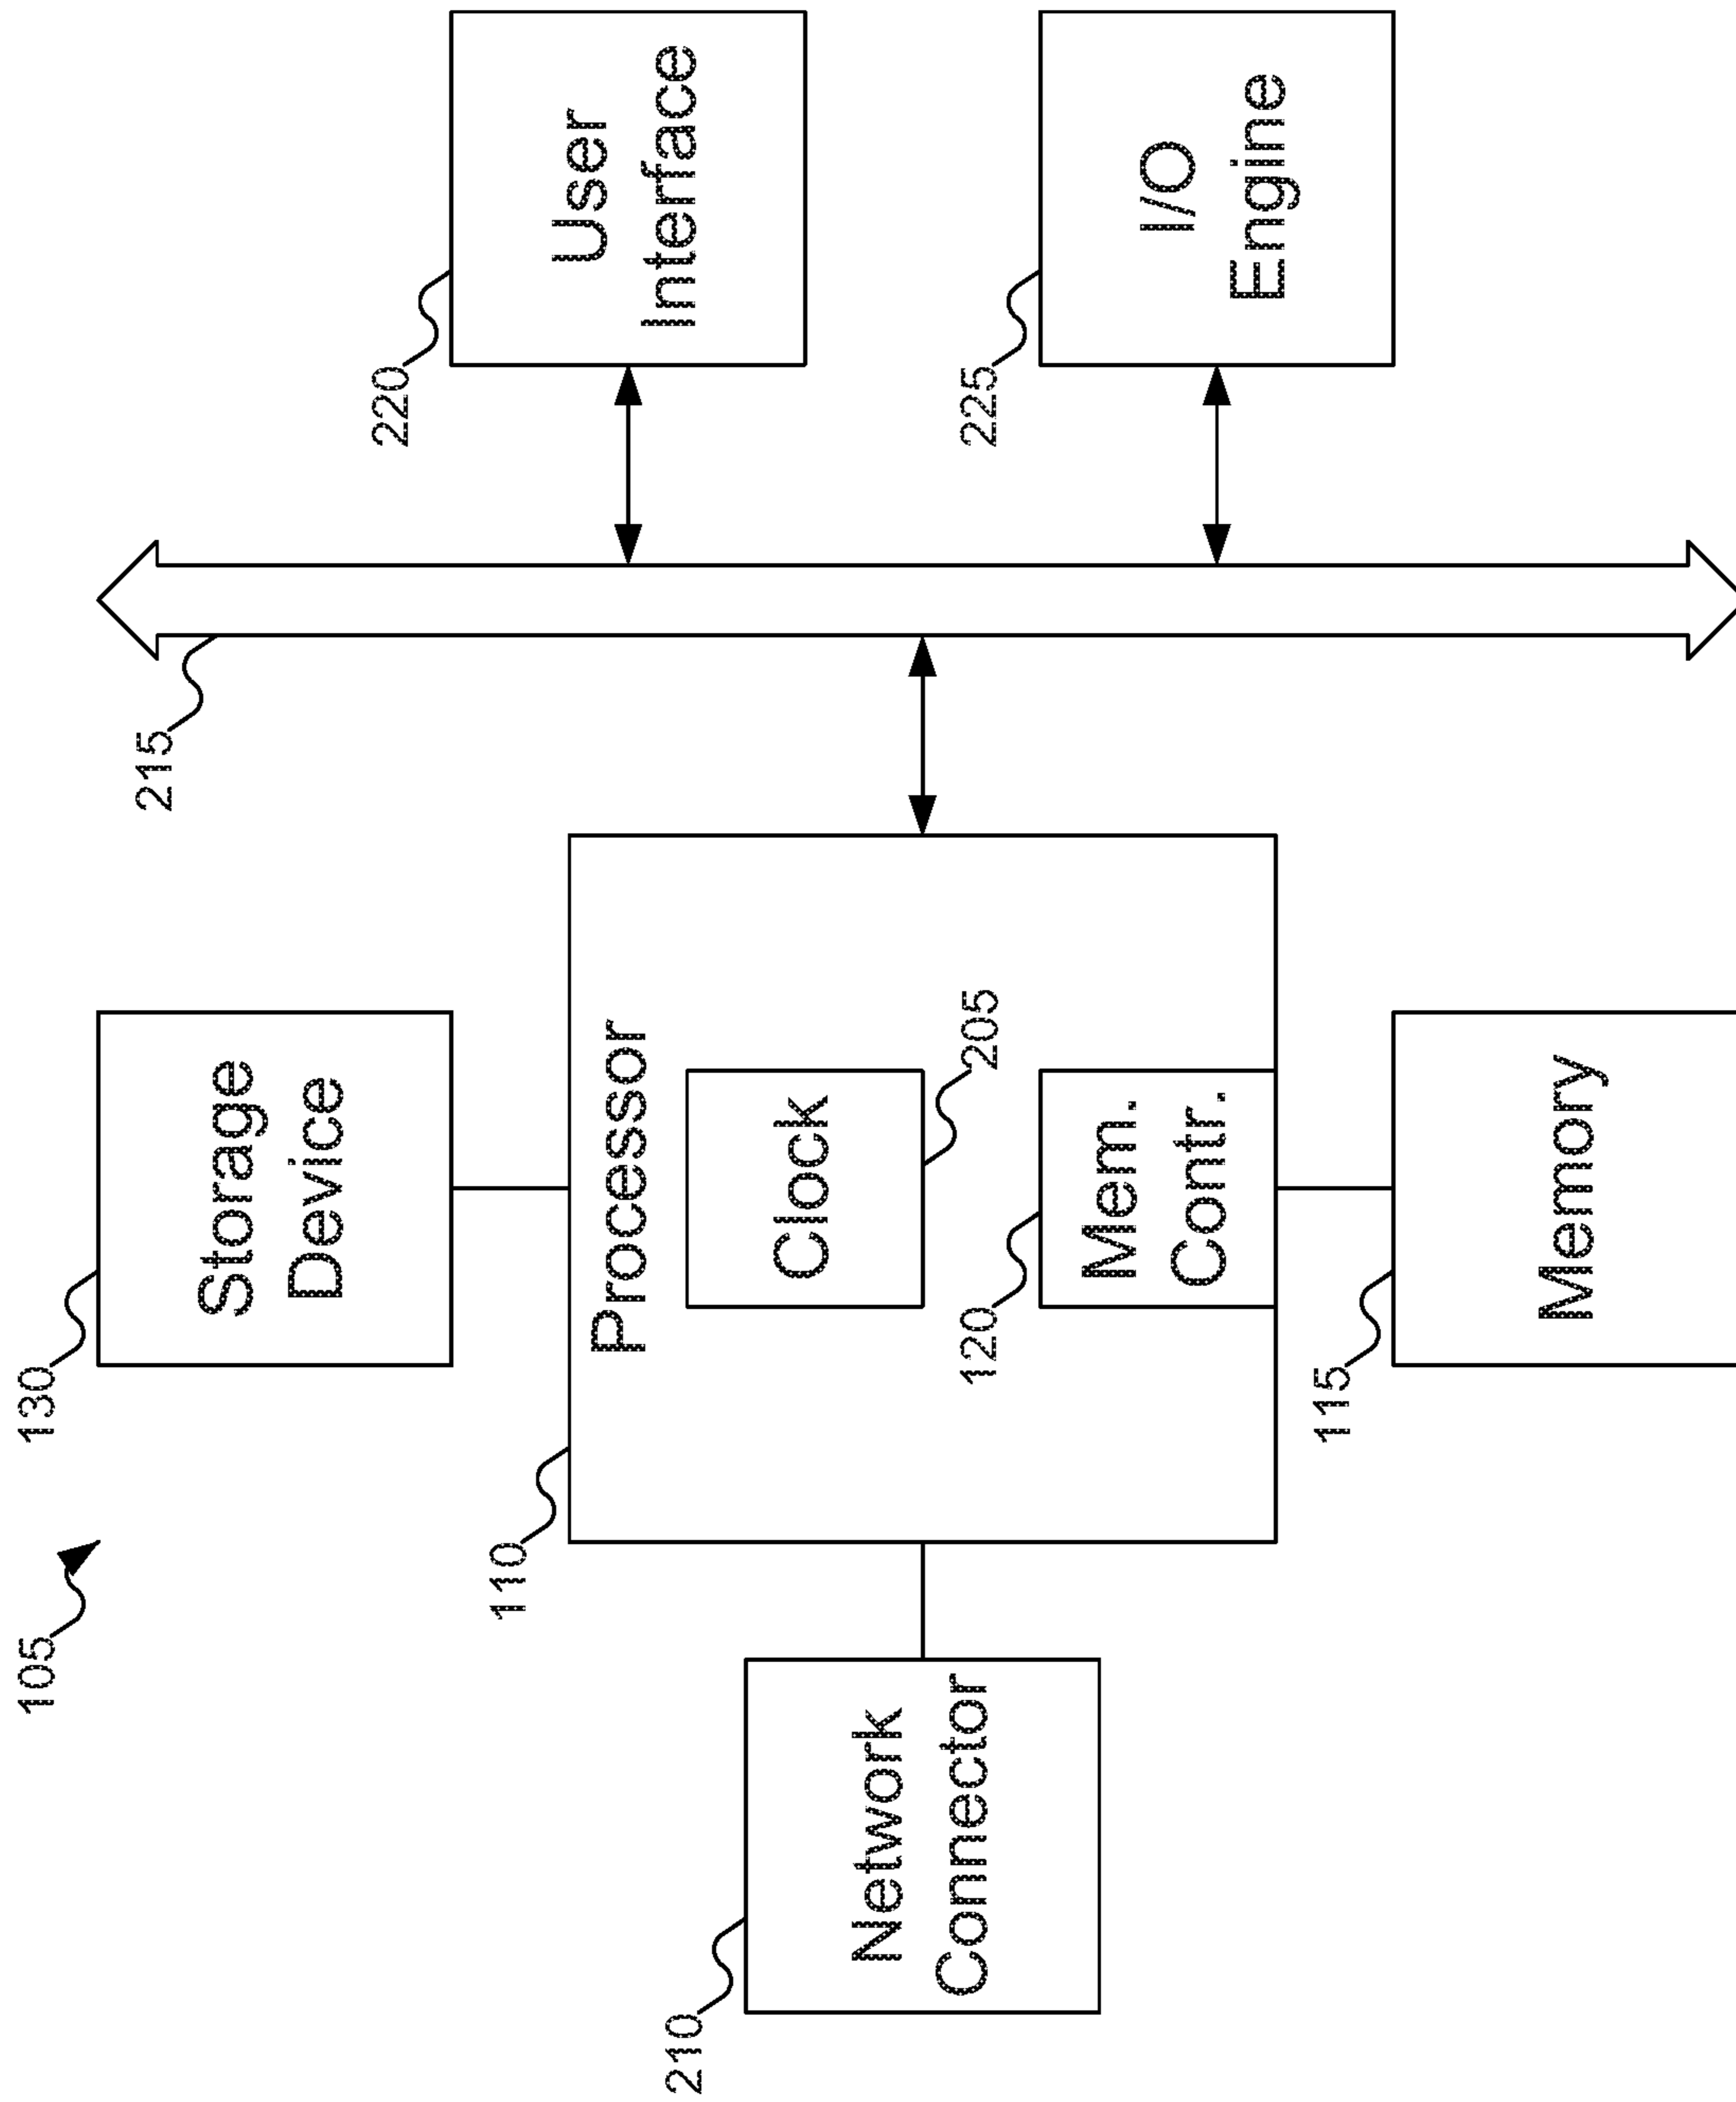 105
130
Storage
Device
215
220
User
Interface
110
Processor
Clock
205
210
Network
Connector
120
Mem.
Contr.
225
I/O
Engine
115
Memory